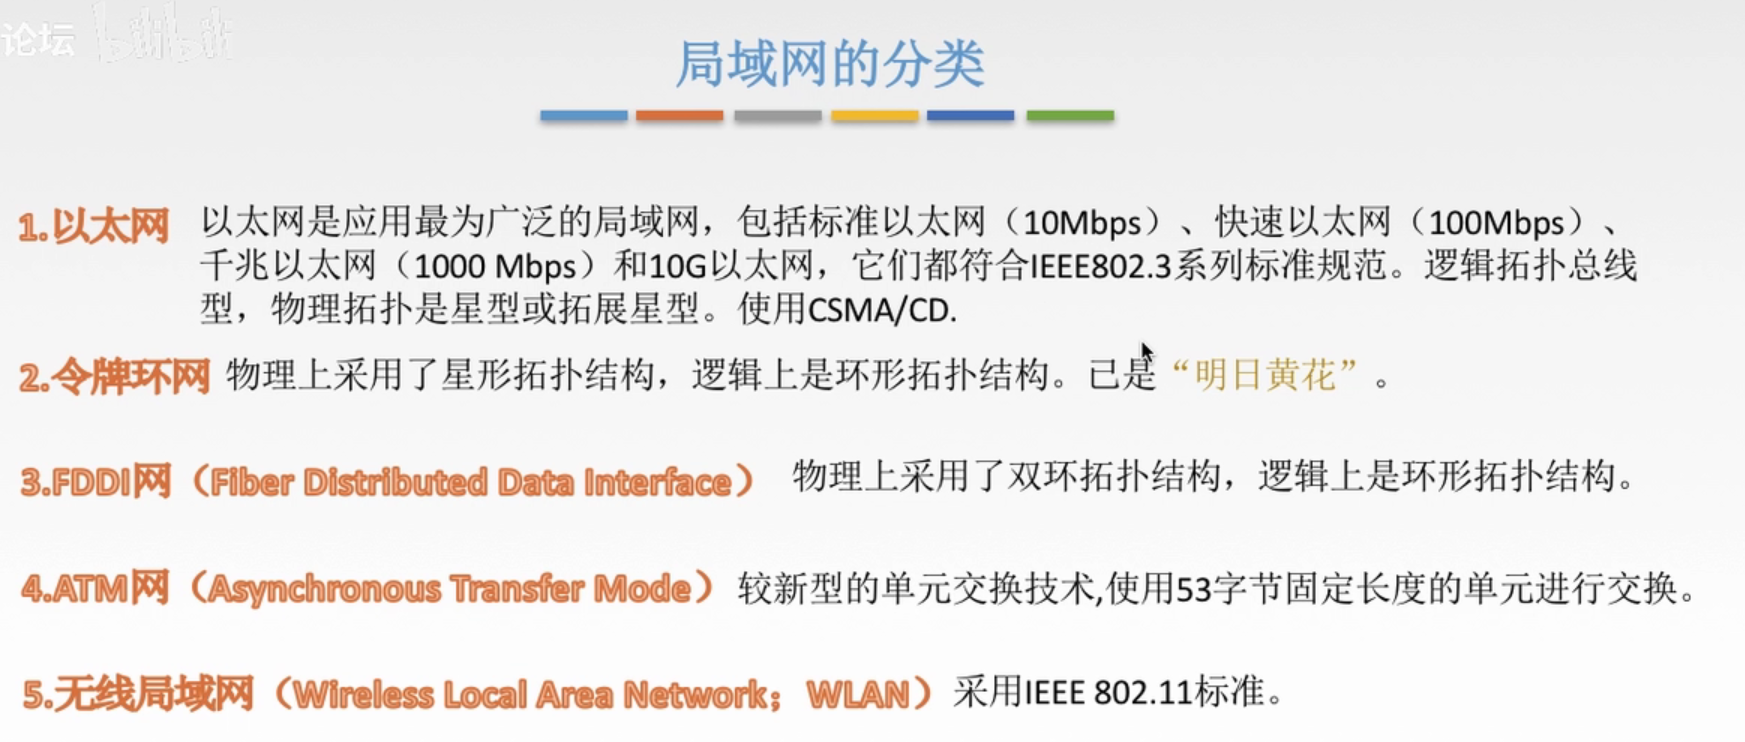 论坛 bilibili
局域网的分类
1.以太网 以太网是应用最为广泛的局域网，包括标准以太网（10Mbps）、快速以太网（100Mbps）、
千兆以太网（1000 Mbps）和10G以太网，它们都符合IEEE802.3系列标准规范。逻辑拓扑总线
型，物理拓扑是星型或拓展星型。使用CSMA/CD.
2.令牌环网 物理上采用了星形拓扑结构，逻辑上是环形拓扑结构。已是“明日黄花”。
3.FDDI网（Fiber Distributed Data Interface） 物理上采用了双环拓扑结构，逻辑上是环形拓扑结构。
4.ATM网（Asynchronous Transfer Mode） 较新型的单元交换技术,使用53字节固定长度的单元进行交换。
5.无线局域网（Wireless Local Area Network；WLAN） 采用IEEE 802.11标准。